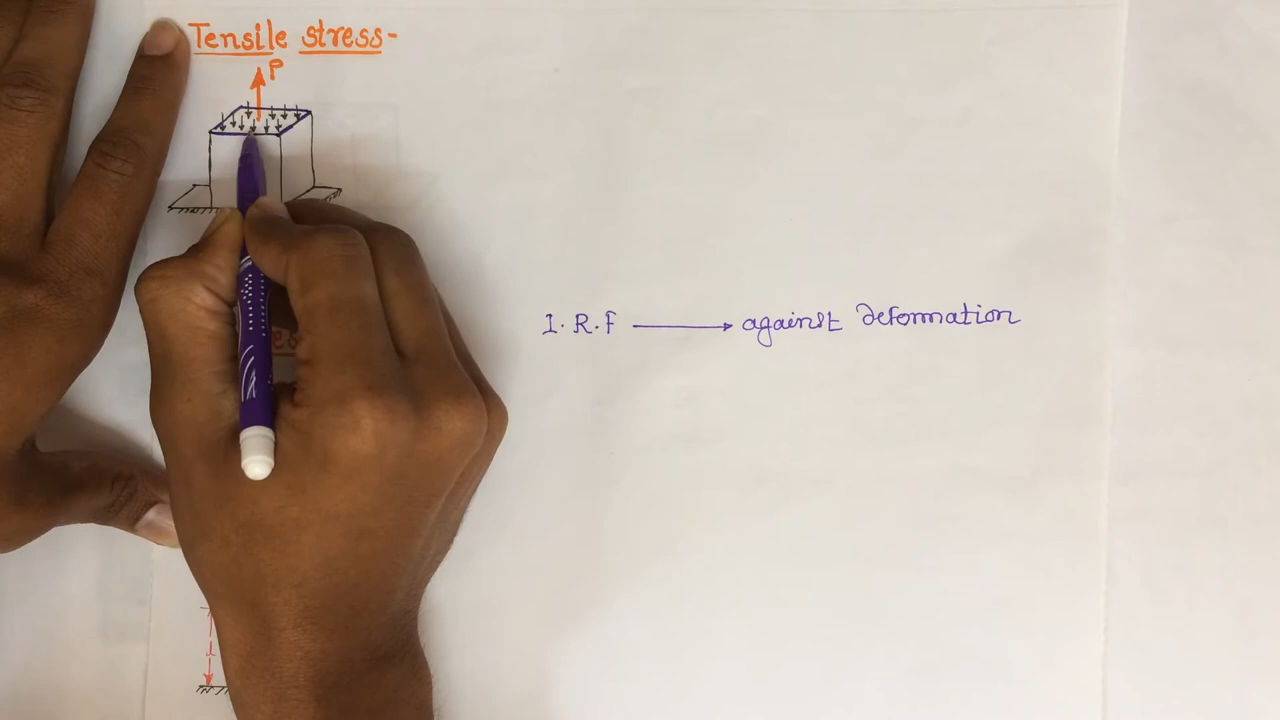 Tensile stress-
P
I. R. F → against deformation